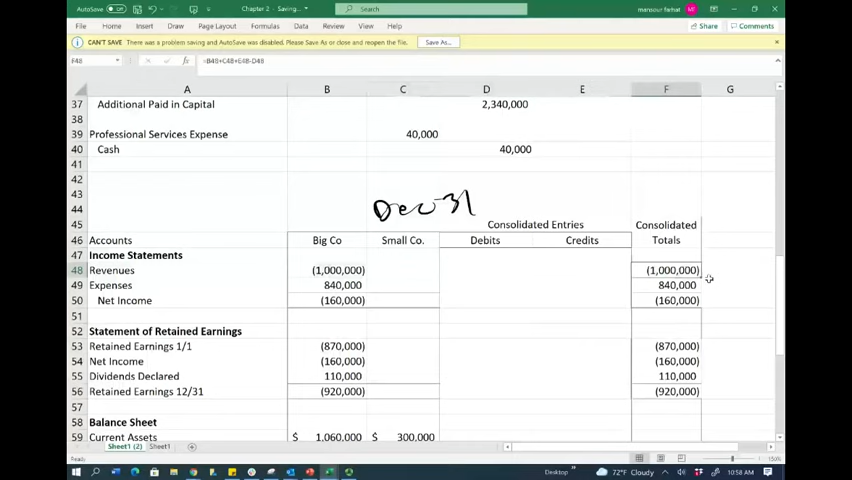 AutoSave Off Chapter 2 - Saving... Search mansour farhat MF
File Home Insert Draw Page Layout Formulas Data Review View Help Share Comments
CAN'T SAVE There was a problem saving and AutoSave was disabled. Please Save As or close and reopen the file. Save As...
F48 fx =B48+C48+E48-D48
A B C D E F G
37 Additional Paid in Capital 2,340,000
38
39 Professional Services Expense 40,000
40 Cash 40,000
41
42
43
44 Dec 31
45 Consolidated Entries Consolidated
46 Accounts Big Co Small Co. Debits Credits Totals
47 Income Statements
48 Revenues (1,000,000) (1,000,000)
49 Expenses 840,000 840,000
50 Net Income (160,000) (160,000)
51
52 Statement of Retained Earnings
53 Retained Earnings 1/1 (870,000) (870,000)
54 Net Income (160,000) (160,000)
55 Dividends Declared 110,000 110,000
56 Retained Earnings 12/31 (920,000) (920,000)
57
58 Balance Sheet
59 Current Assets $ 1,060,000 $ 300,000
Sheet1 (2) Sheet1
150%
Desktop 72°F Cloudy 10:58 AM